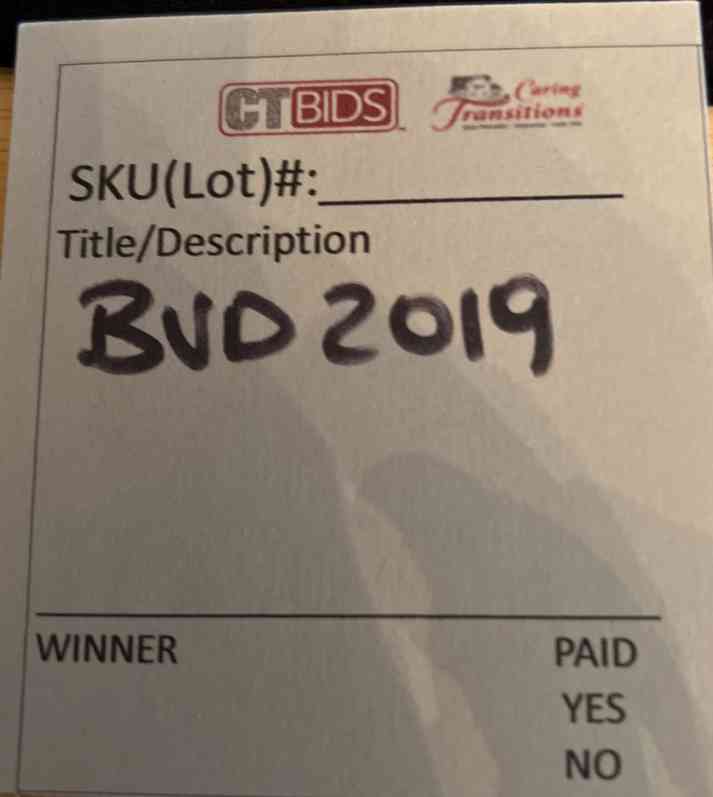 CTBIDS Caring
Transitions
SKU(Lot)#:
Title/Description
BVD 2019
WINNER PAID
YES
NO